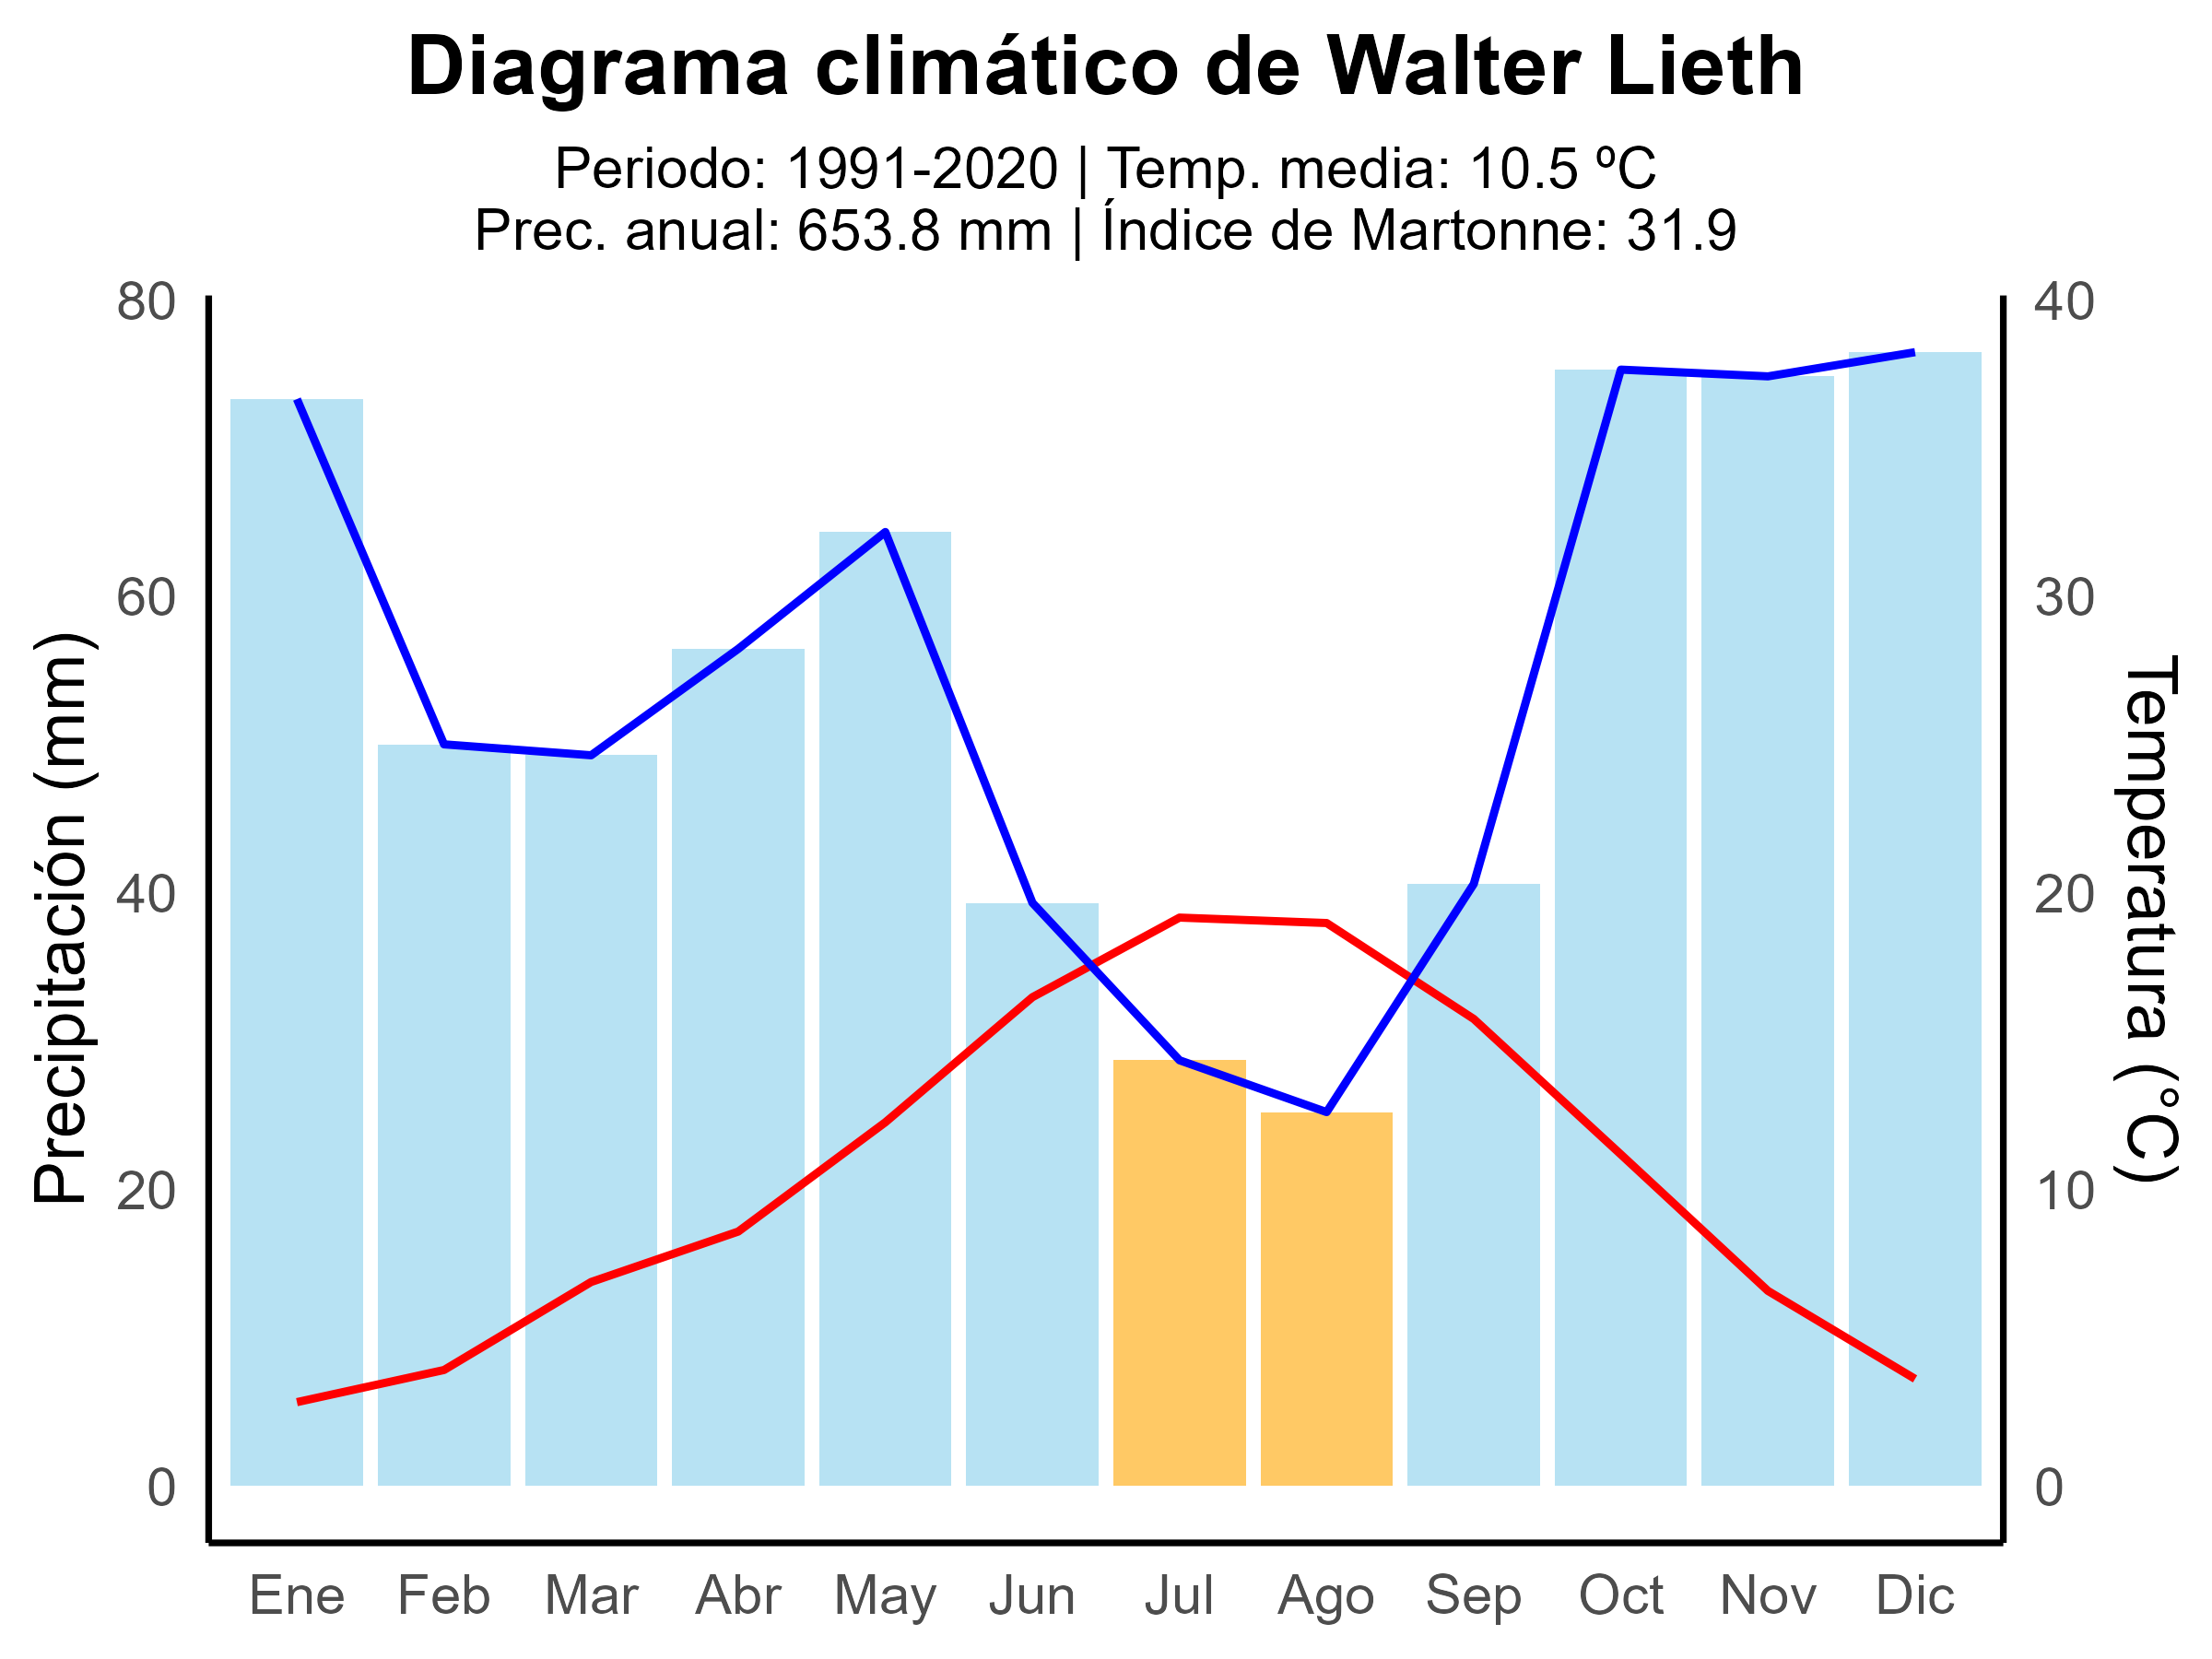 Diagrama climático de Walter Lieth
Periodo: 1991-2020 | Temp. media: 10.5 ºC
Prec. anual: 653.8 mm | Índice de Martonne: 31.9
Precipitación (mm)
80
60
40
20
0
40
30
20
10
0
Temperatura (°C)
Ene Feb Mar Abr May Jun Jul Ago Sep Oct Nov Dic